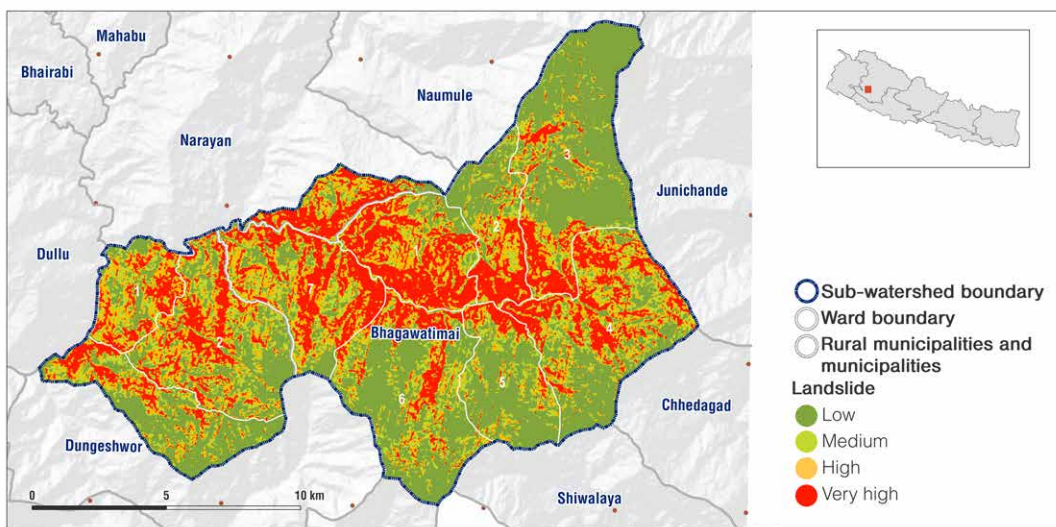 Mahabu
Bhairabi
Naumule
Narayan
3
Junichande
2
1
Dullu
1
7
4
2
Bhagawatimai
5
6
Chhedagad
Dungeshwor
0 5 10 km
Shiwalaya
Sub-watershed boundary
Ward boundary
Rural municipalities and
municipalities
Landslide
Low
Medium
High
Very high